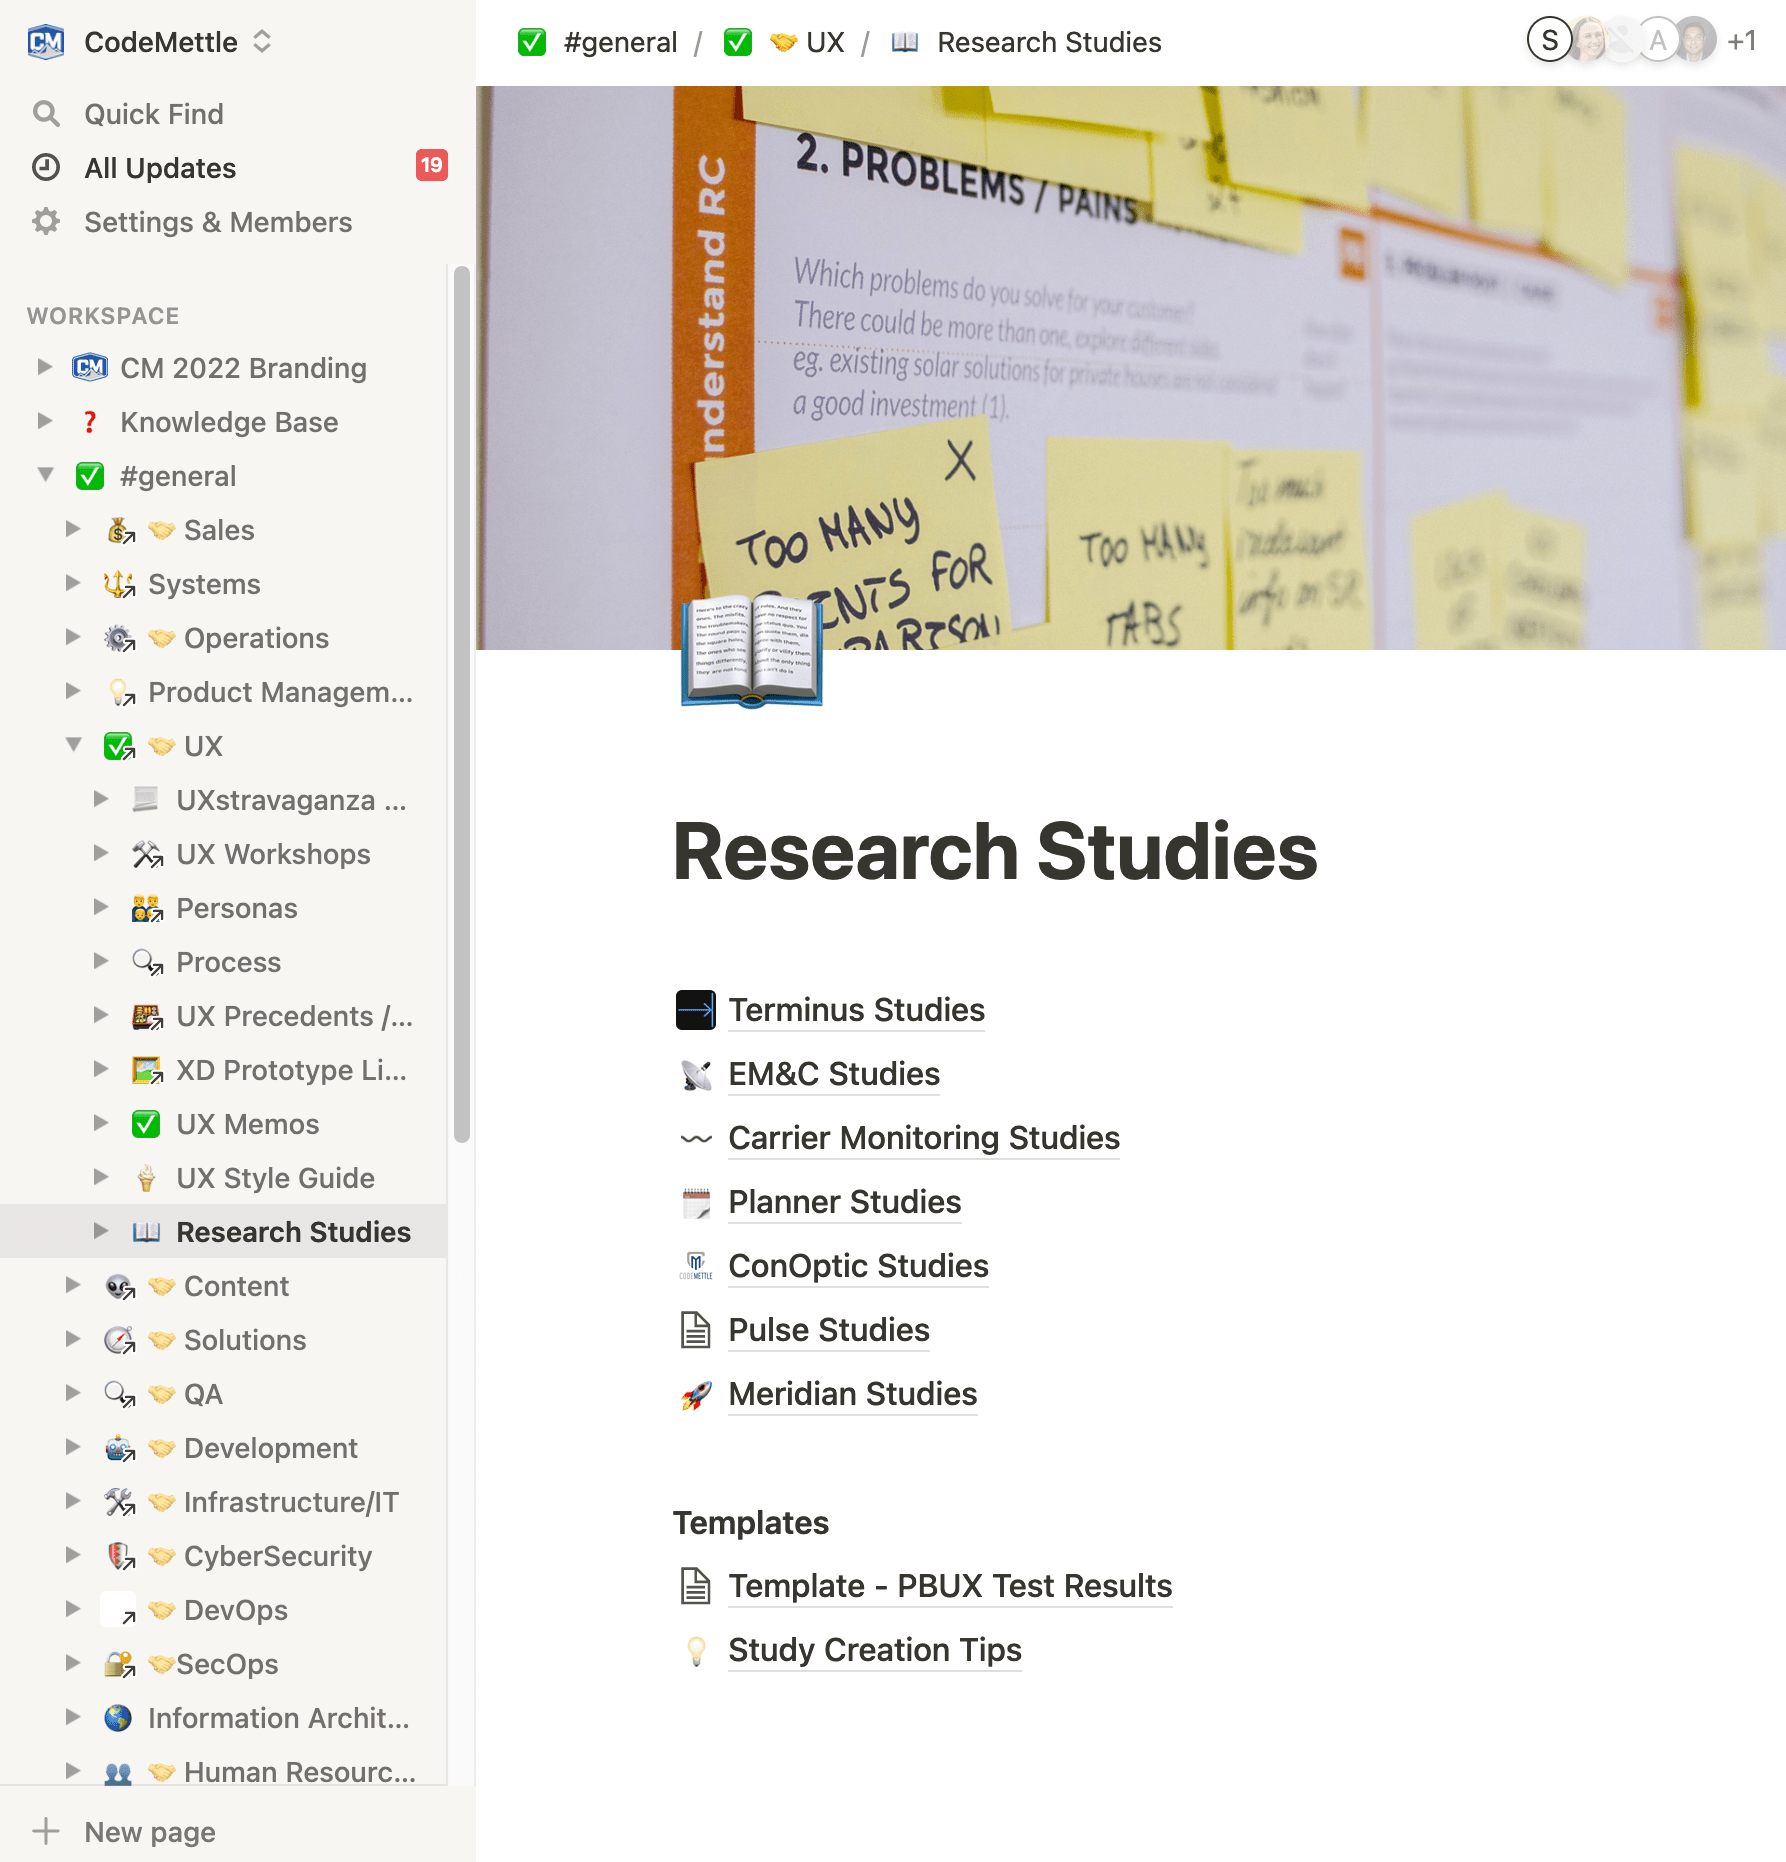 CodeMettle
Quick Find
All Updates
19
Settings & Members
WORKSPACE
CM 2022 Branding
Knowledge Base
#general
Sales
Systems
Operations
Product Managem...
UX
UXstravaganza ...
UX Workshops
Personas
Process
UX Precedents /...
XD Prototype Li...
UX Memos
UX Style Guide
Research Studies
Content
Solutions
QA
Development
Infrastructure/IT
CyberSecurity
DevOps
SecOps
Information Archit...
Human Resourc...
New page
#general / UX / Research Studies
S
A
+1
nderstand RC
2. PROBLEMS / PAINS
Which problems do you solve for your customer?
There could be more than one, explore different sides.
eg. existing solar solutions for private houses are not considered
a good investment (1).
X
TOO MANY
FOR
TOO MANY
TABS
Research Studies
Terminus Studies
EM&C Studies
Carrier Monitoring Studies
Planner Studies
CODEMETTLE
ConOptic Studies
Pulse Studies
Meridian Studies
Templates
Template - PBUX Test Results
Study Creation Tips